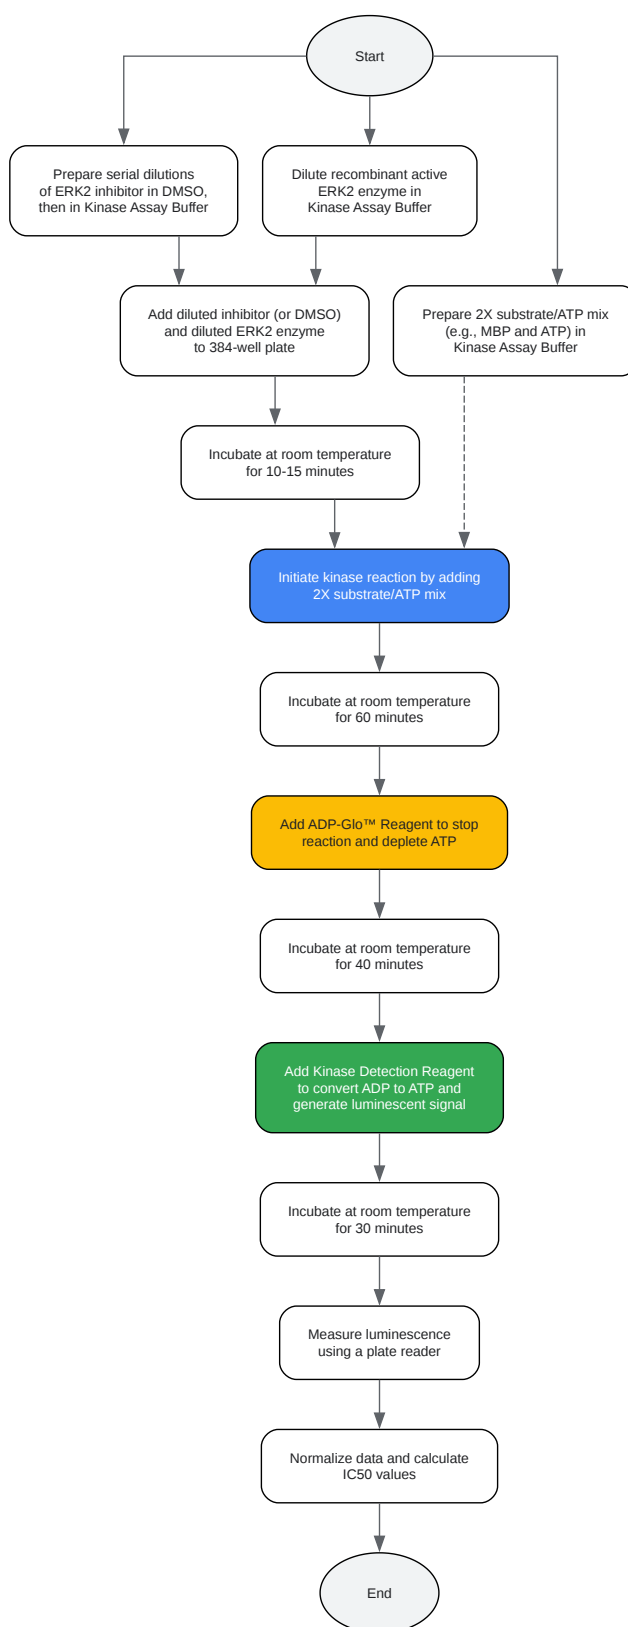 Start
Prepare serial dilutions
of ERK2 inhibitor in DMSO,
then in Kinase Assay Buffer
Dilute recombinant active
ERK2 enzyme in
Kinase Assay Buffer
Add diluted inhibitor (or DMSO)
and diluted ERK2 enzyme
to 384-well plate
Prepare 2X substrate/ATP mix
(e.g., MBP and ATP) in
Kinase Assay Buffer
Incubate at room temperature
for 10-15 minutes
Initiate kinase reaction by adding
2X substrate/ATP mix
Incubate at room temperature
for 60 minutes
Add ADP-Glo™ Reagent to stop
reaction and deplete ATP
Incubate at room temperature
for 40 minutes
Add Kinase Detection Reagent
to convert ADP to ATP and
generate luminescent signal
Incubate at room temperature
for 30 minutes
Measure luminescence
using a plate reader
Normalize data and calculate
IC50 values
End